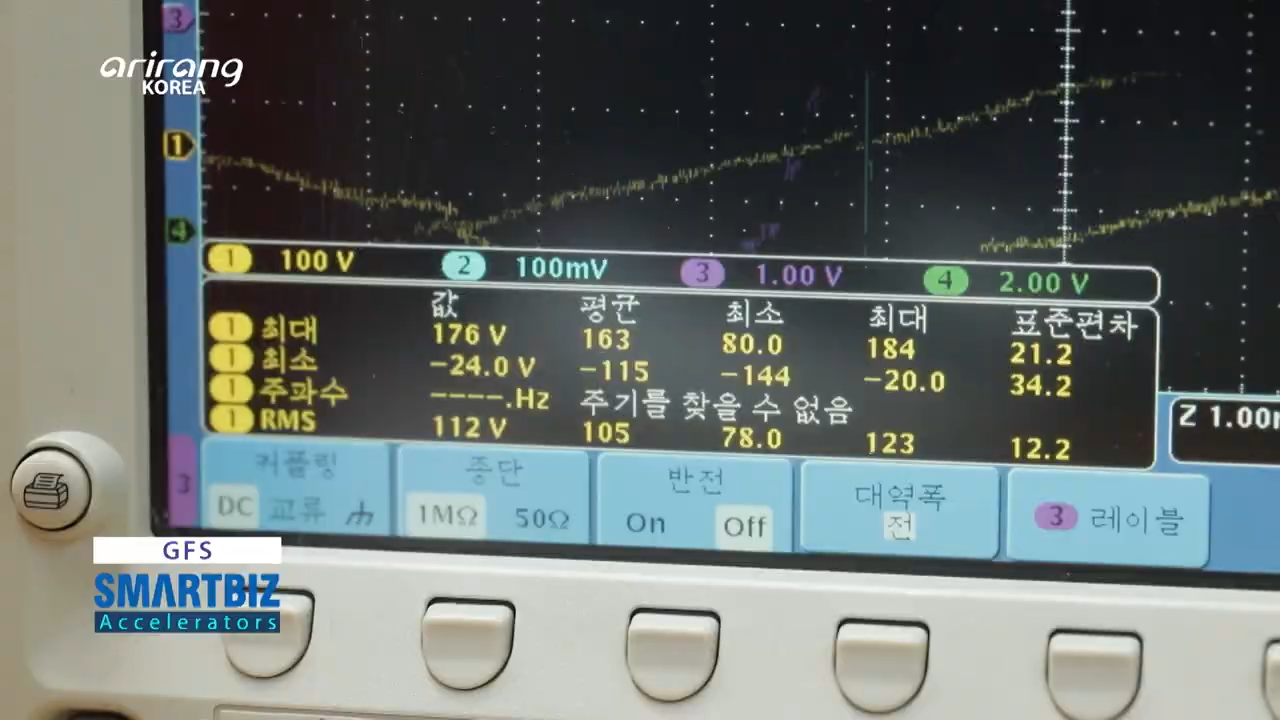 arirang
KOREA
3
1
4
1 100 V 2 100mV 3 1.00 V 4 2.00 V
값 평균 최소 최대 표준편차
1 최대 176 V 163 80.0 184 21.2
1 최소 −24.0 V −115 −144 −20.0 34.2
1 주파수 ----.Hz 주기를 찾을 수 없음
1 RMS 112 V 105 78.0 123 12.2
Z 1.00
3
커플링 종단 반전 대역폭 3 레이블
DC 교류 1MΩ 50Ω On Off 전
GFS
SMARTBIZ
Accelerators